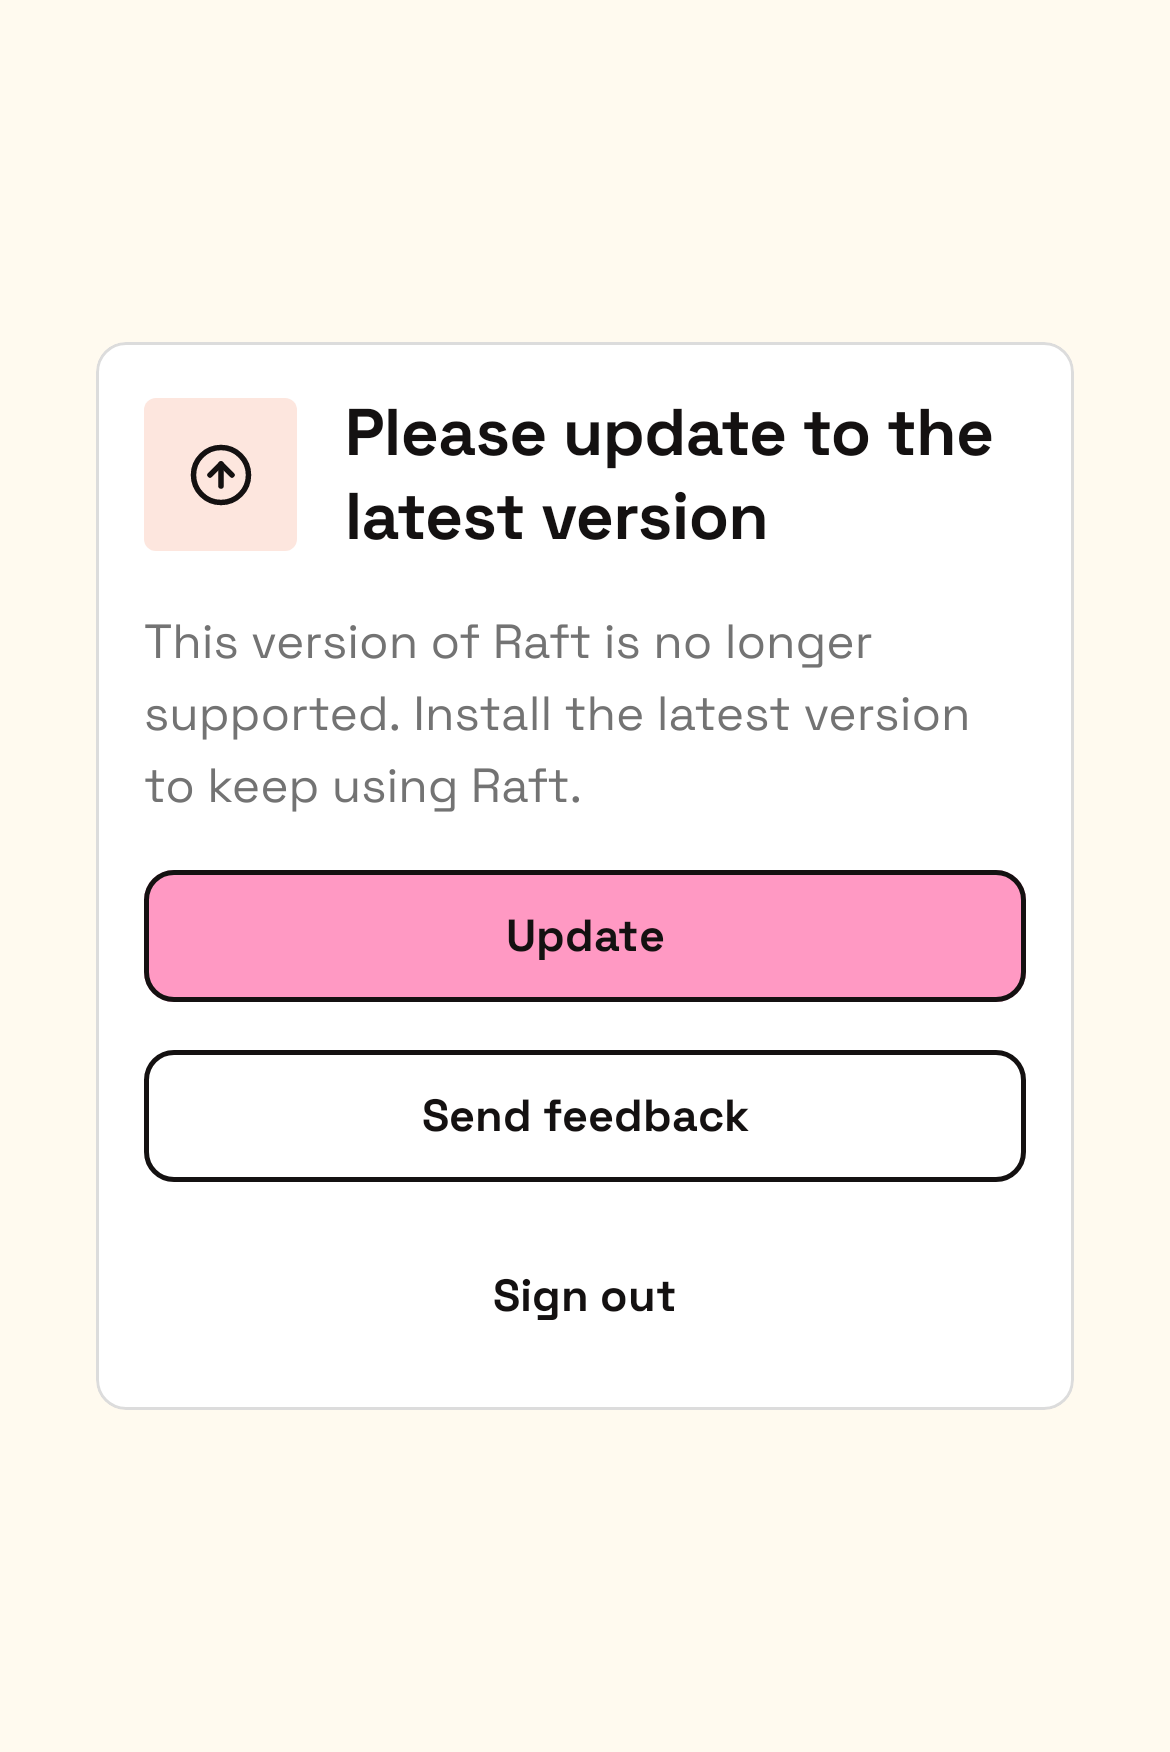 Please update to the
latest version
This version of Raft is no longer
supported. Install the latest version
to keep using Raft.
Update
Send feedback
Sign out